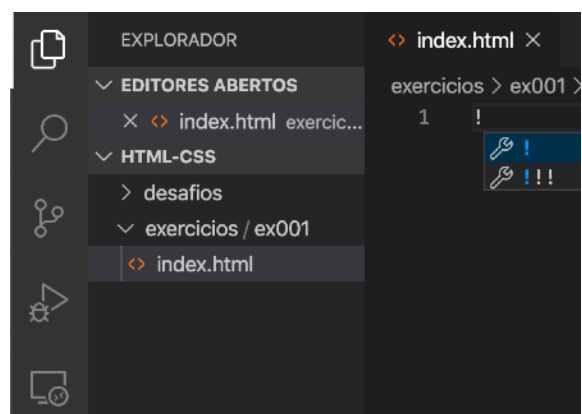 EXPLORADOR
EDITORES ABERTOS
index.html exercic...
HTML-CSS
desafios
exercicios / ex001
index.html
index.html
exercicios > ex001 >
1 !
!
!!!